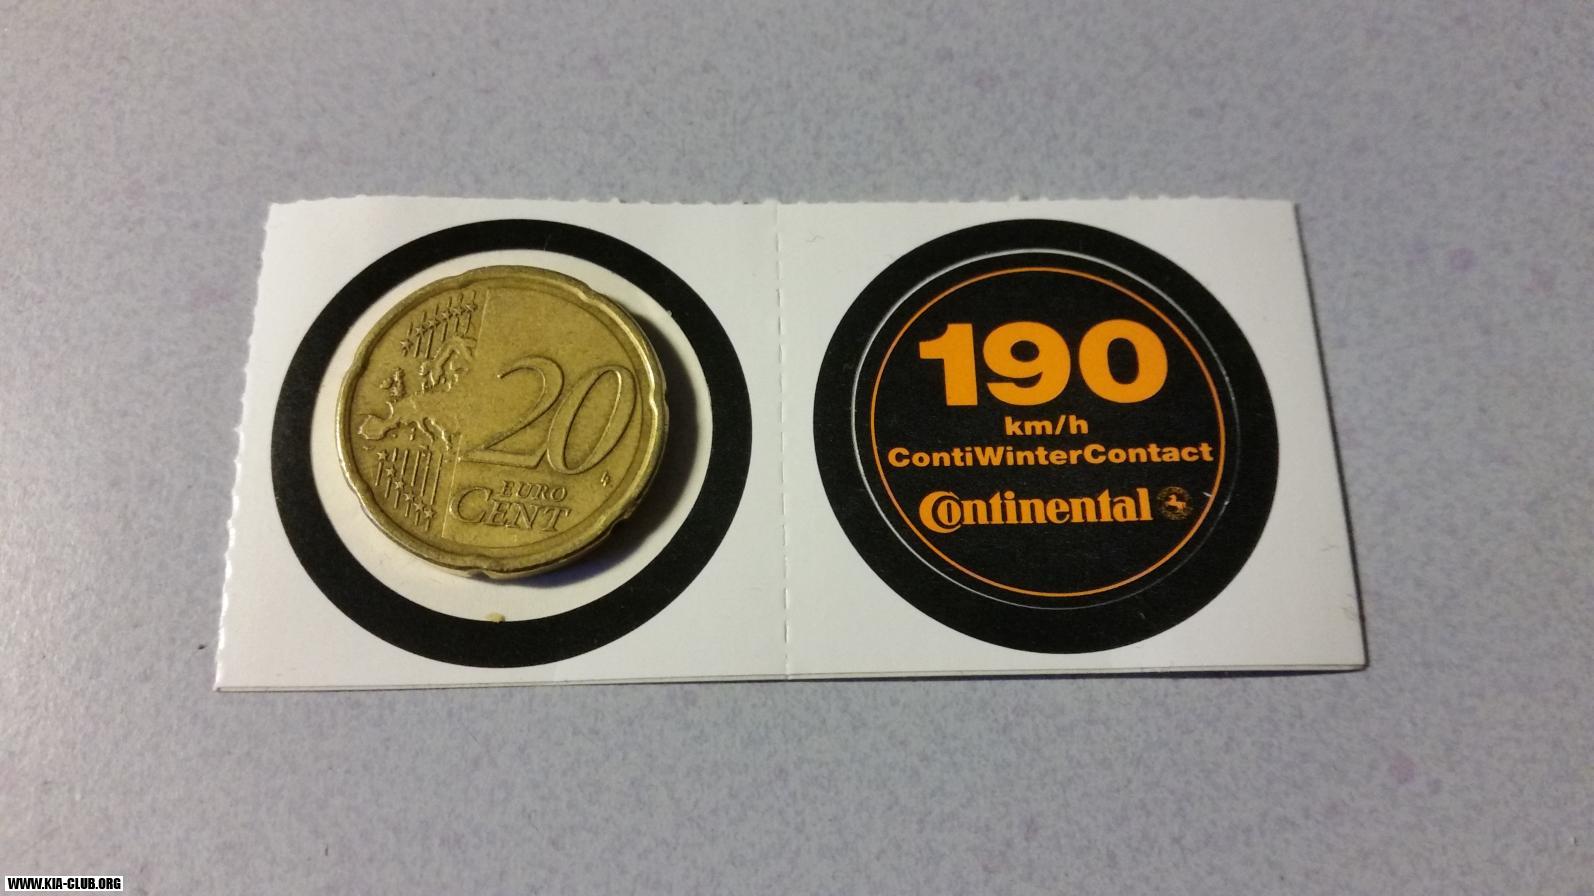 20
EURO
CENT
190
km/h
ContiWinterContact
Continental
WWW.KIA-CLUB.ORG